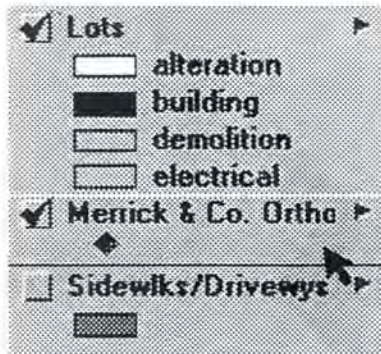 Lots
alteration
building
demolition
electrical
Merrick & Co. Ortho
Sidewlks/Drivewys